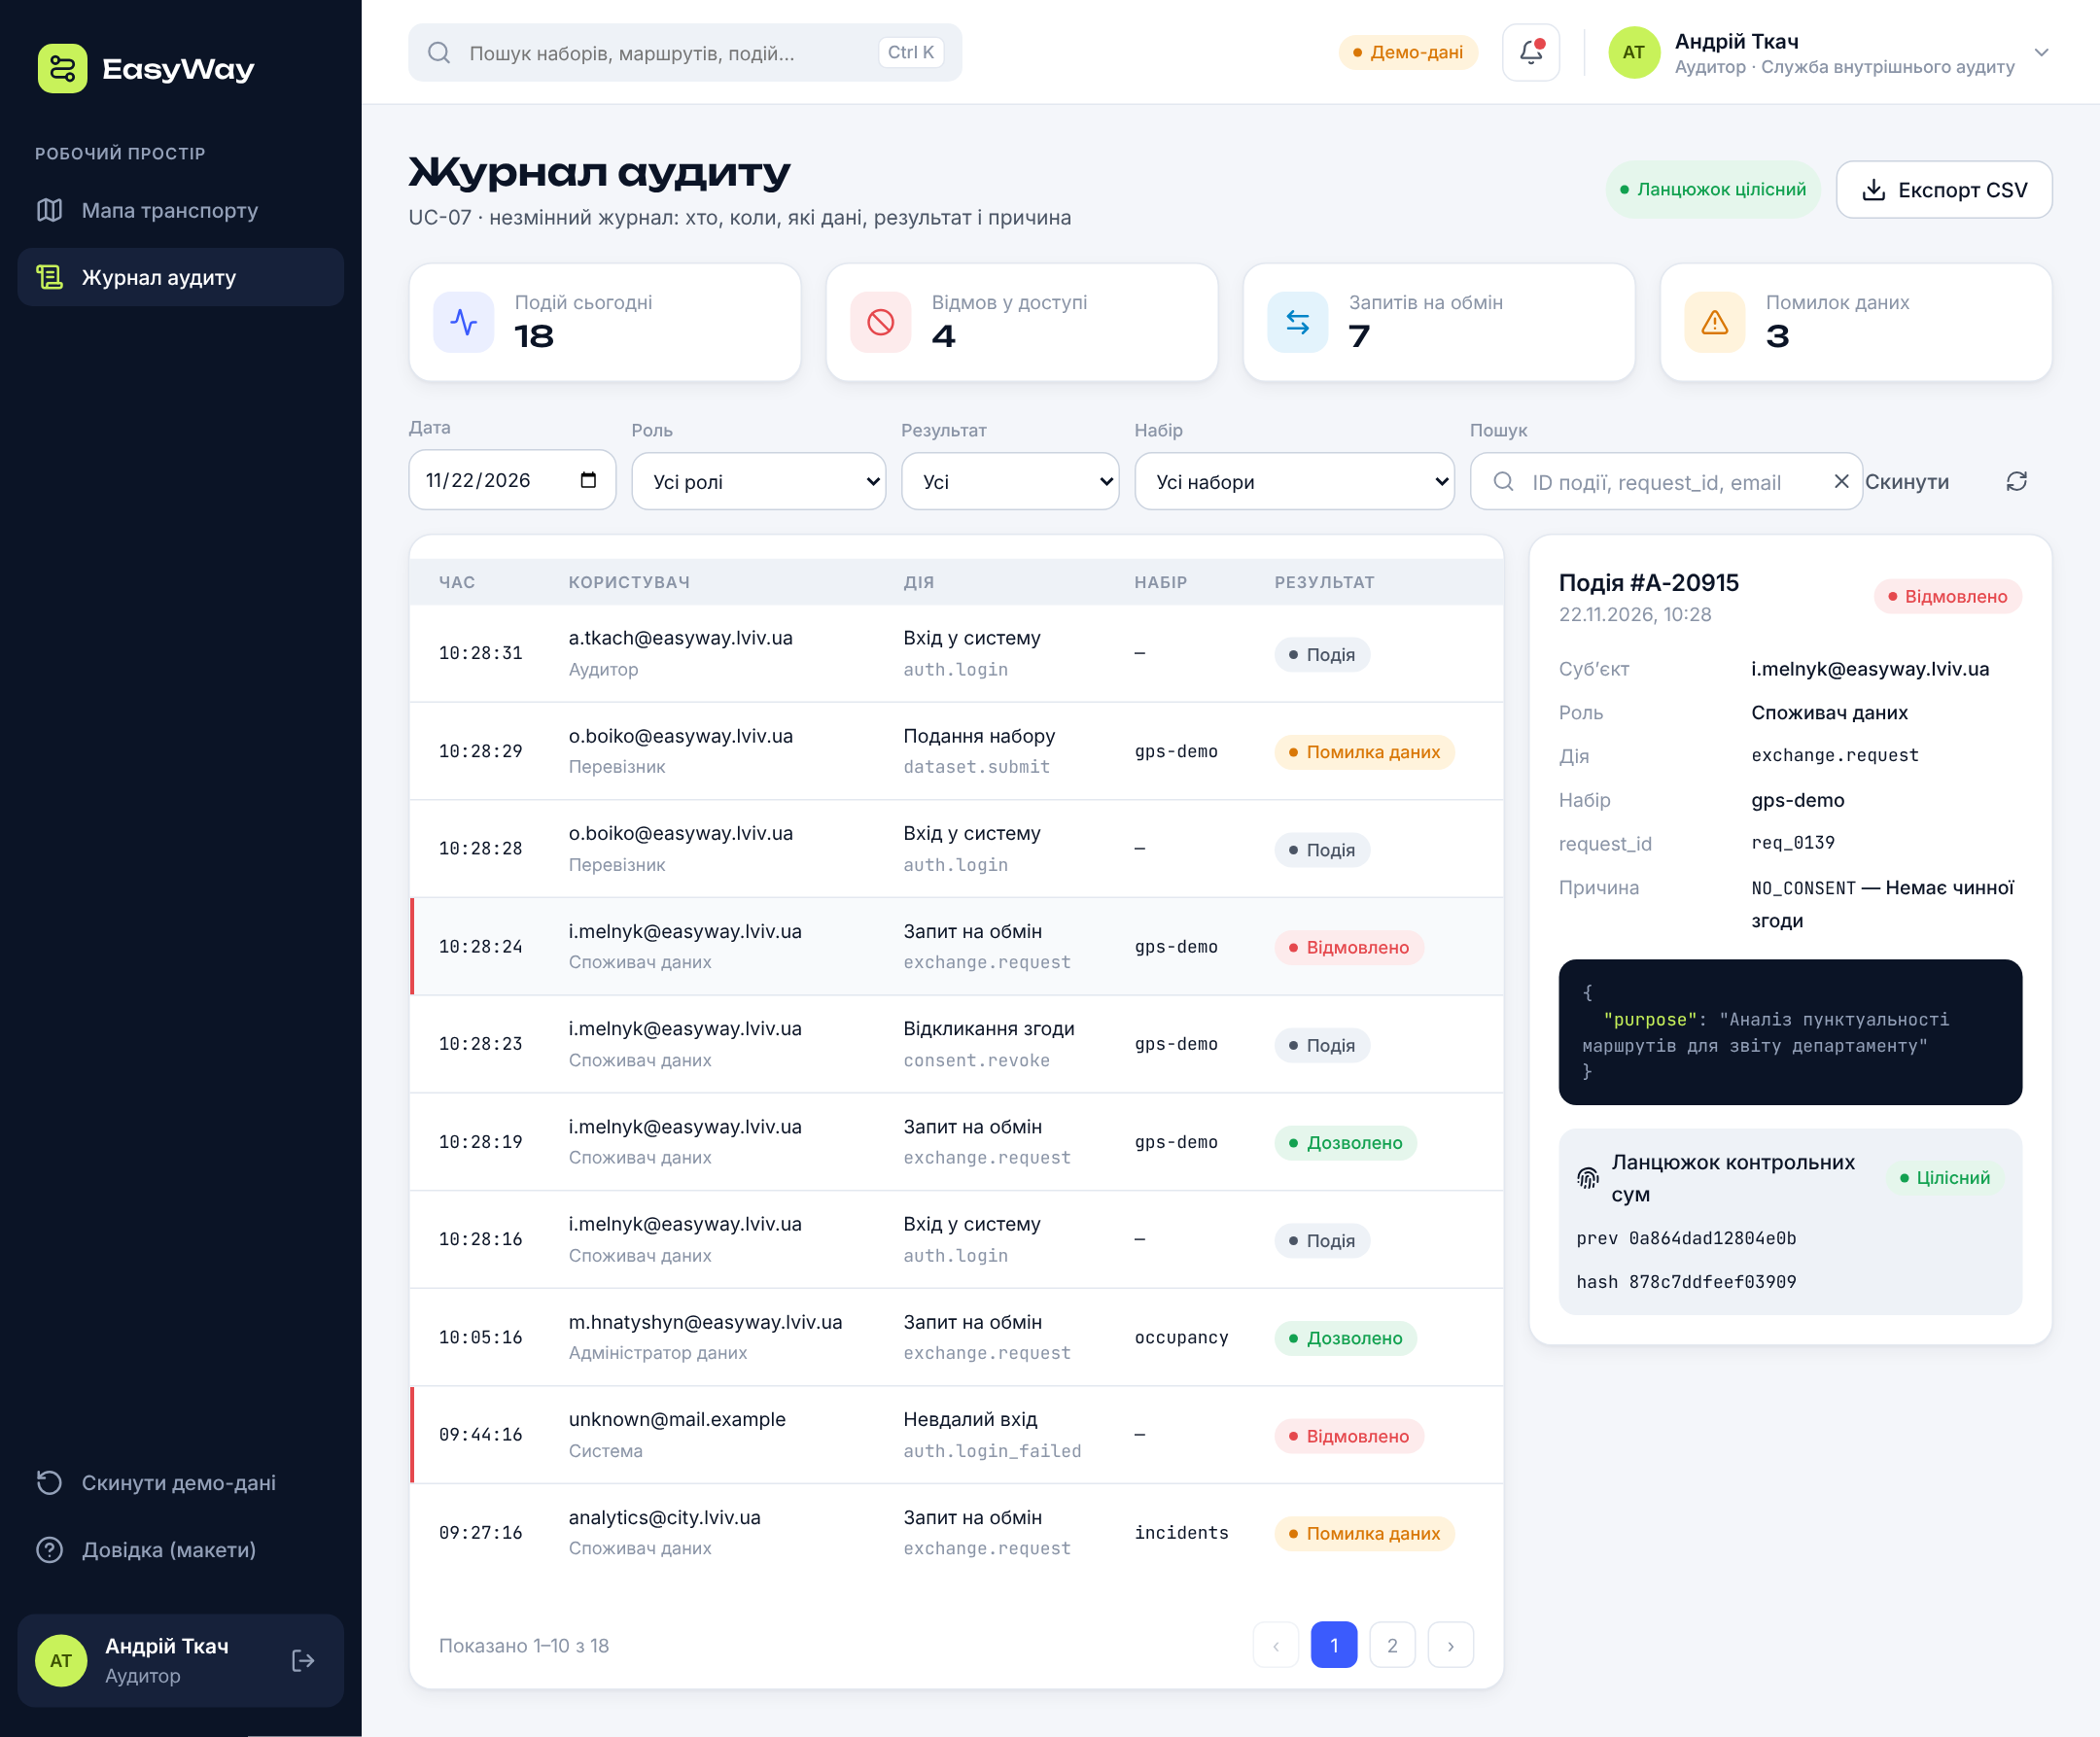 EasyWay
РОБОЧИЙ ПРОСТІР
Мапа транспорту
Журнал аудиту
Скинути демо-дані
Довідка (макети)
АТ
Андрій Ткач
Аудитор
Пошук наборів, маршрутів, подій...
Ctrl K
Демо-дані
АТ
Андрій Ткач
Аудитор · Служба внутрішнього аудиту
Журнал аудиту
UC-07 · незмінний журнал: хто, коли, які дані, результат і причина
Ланцюжок цілісний
Експорт CSV
Подій сьогодні
18
Відмов у доступі
4
Запитів на обмін
7
Помилок даних
3
Дата
Роль
Результат
Набір
Пошук
11/22/2026
Усі ролі
Усі
Усі набори
ID події, request_id, email
Скинути
ЧАС КОРИСТУВАЧ ДІЯ НАБІР РЕЗУЛЬТАТ
10:28:31 a.tkach@easyway.lviv.ua Вхід у систему — Подія
Аудитор auth.login
10:28:29 o.boiko@easyway.lviv.ua Подання набору gps-demo Помилка даних
Перевізник dataset.submit
10:28:28 o.boiko@easyway.lviv.ua Вхід у систему — Подія
Перевізник auth.login
10:28:24 i.melnyk@easyway.lviv.ua Запит на обмін gps-demo Відмовлено
Споживач даних exchange.request
10:28:23 i.melnyk@easyway.lviv.ua Відкликання згоди gps-demo Подія
Споживач даних consent.revoke
10:28:19 i.melnyk@easyway.lviv.ua Запит на обмін gps-demo Дозволено
Споживач даних exchange.request
10:28:16 i.melnyk@easyway.lviv.ua Вхід у систему — Подія
Споживач даних auth.login
10:05:16 m.hnatyshyn@easyway.lviv.ua Запит на обмін occupancy Дозволено
Адміністратор даних exchange.request
09:44:16 unknown@mail.example Невдалий вхід — Відмовлено
Система auth.login_failed
09:27:16 analytics@city.lviv.ua Запит на обмін incidents Помилка даних
Споживач даних exchange.request
Показано 1–10 з 18
‹ 1 2 ›
Подія #A-20915
22.11.2026, 10:28
Відмовлено
Суб’єкт i.melnyk@easyway.lviv.ua
Роль Споживач даних
Дія exchange.request
Набір gps-demo
request_id req_0139
Причина NO_CONSENT — Немає чинної
згоди
{
"purpose": "Аналіз пунктуальності
маршрутів для звіту департаменту"
}
Ланцюжок контрольних
сум
Цілісний
prev 0a864dad12804e0b
hash 878c7ddfeef03909